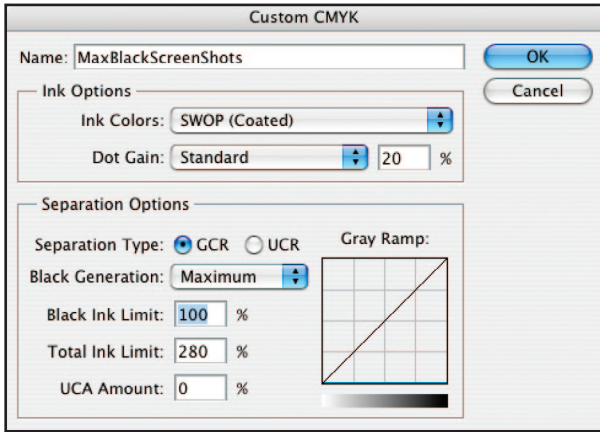 Custom CMYK
Name: MaxBlackScreenShots
OK
Cancel
Ink Options
Ink Colors: SWOP (Coated)
Dot Gain: Standard 20 %
Separation Options
Separation Type: GCR UCR
Gray Ramp:
Black Generation: Maximum
Black Ink Limit: 100 %
Total Ink Limit: 280 %
UCA Amount: 0 %